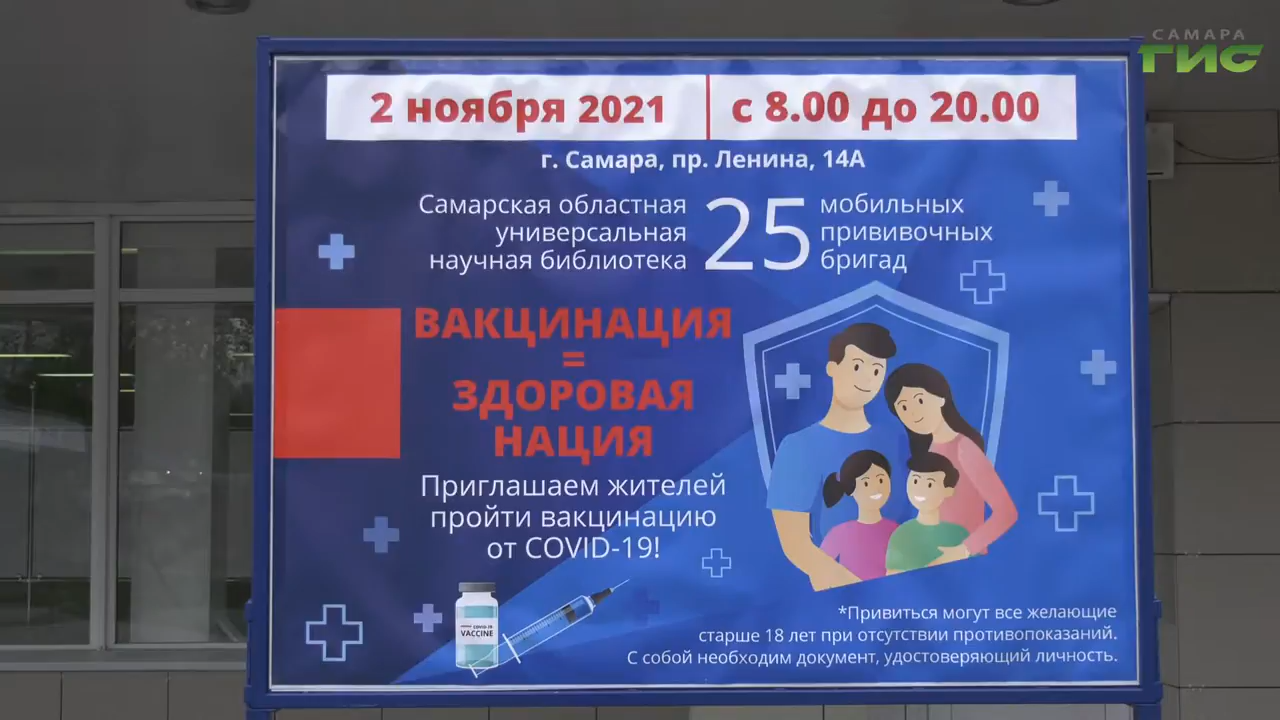 САМАРА
ГИС
2 ноября 2021
с 8.00 до 20.00
г. Самара, пр. Ленина, 14А
Самарская областная
универсальная
научная библиотека
25
мобильных
прививочных
бригад
ВАКЦИНАЦИЯ
=
ЗДОРОВАЯ
НАЦИЯ
Приглашаем жителей
пройти вакцинацию
от COVID-19!
COVID-19
VACCINE
*Привиться могут все желающие
старше 18 лет при отсутствии противопоказаний.
С собой необходим документ, удостоверяющий личность.